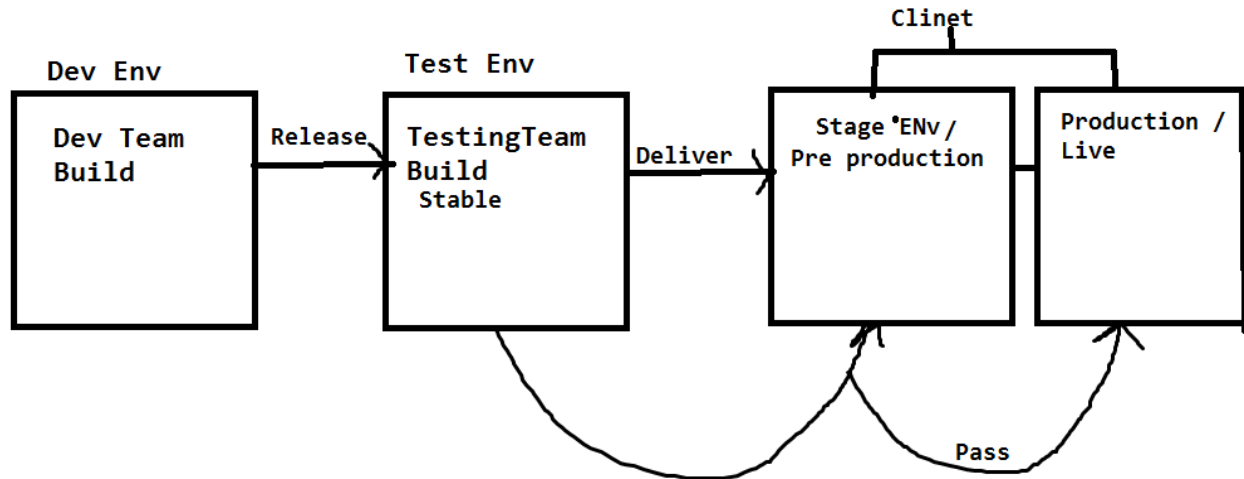 Clinet
Dev Env
Test Env
Dev Team
Build
Release
TestingTeam
Build
Stable
Deliver
Stage ENv /
Pre production
Production /
Live
Pass